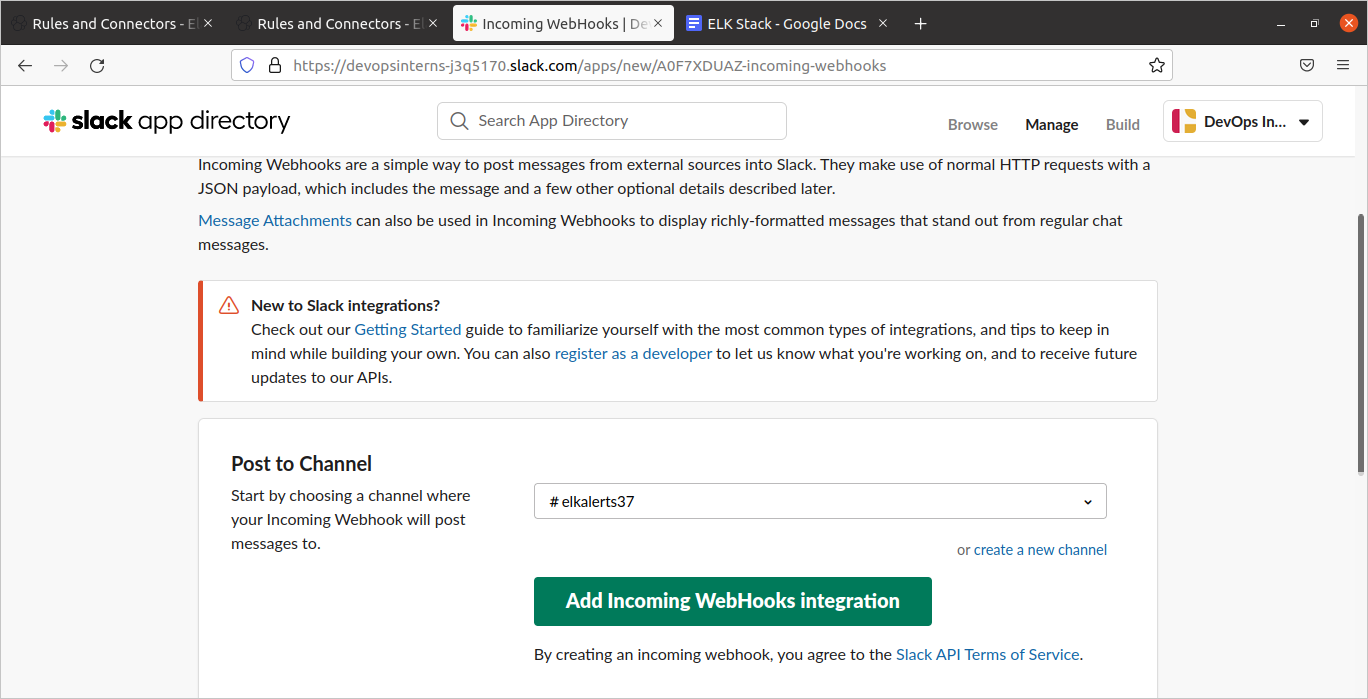 Rules and Connectors - El
Rules and Connectors - El
Incoming WebHooks | De
ELK Stack - Google Docs
https://devopsinterns-j3q5170.slack.com/apps/new/A0F7XDUAZ-incoming-webhooks
slack app directory
Search App Directory
Browse
Manage
Build
DevOps In...
Incoming Webhooks are a simple way to post messages from external sources into Slack. They make use of normal HTTP requests with a
JSON payload, which includes the message and a few other optional details described later.
Message Attachments can also be used in Incoming Webhooks to display richly-formatted messages that stand out from regular chat
messages.
New to Slack integrations?
Check out our Getting Started guide to familiarize yourself with the most common types of integrations, and tips to keep in
mind while building your own. You can also register as a developer to let us know what you're working on, and to receive future
updates to our APIs.
Post to Channel
Start by choosing a channel where
your Incoming Webhook will post
messages to.
# elkalerts37
or create a new channel
Add Incoming WebHooks integration
By creating an incoming webhook, you agree to the Slack API Terms of Service.